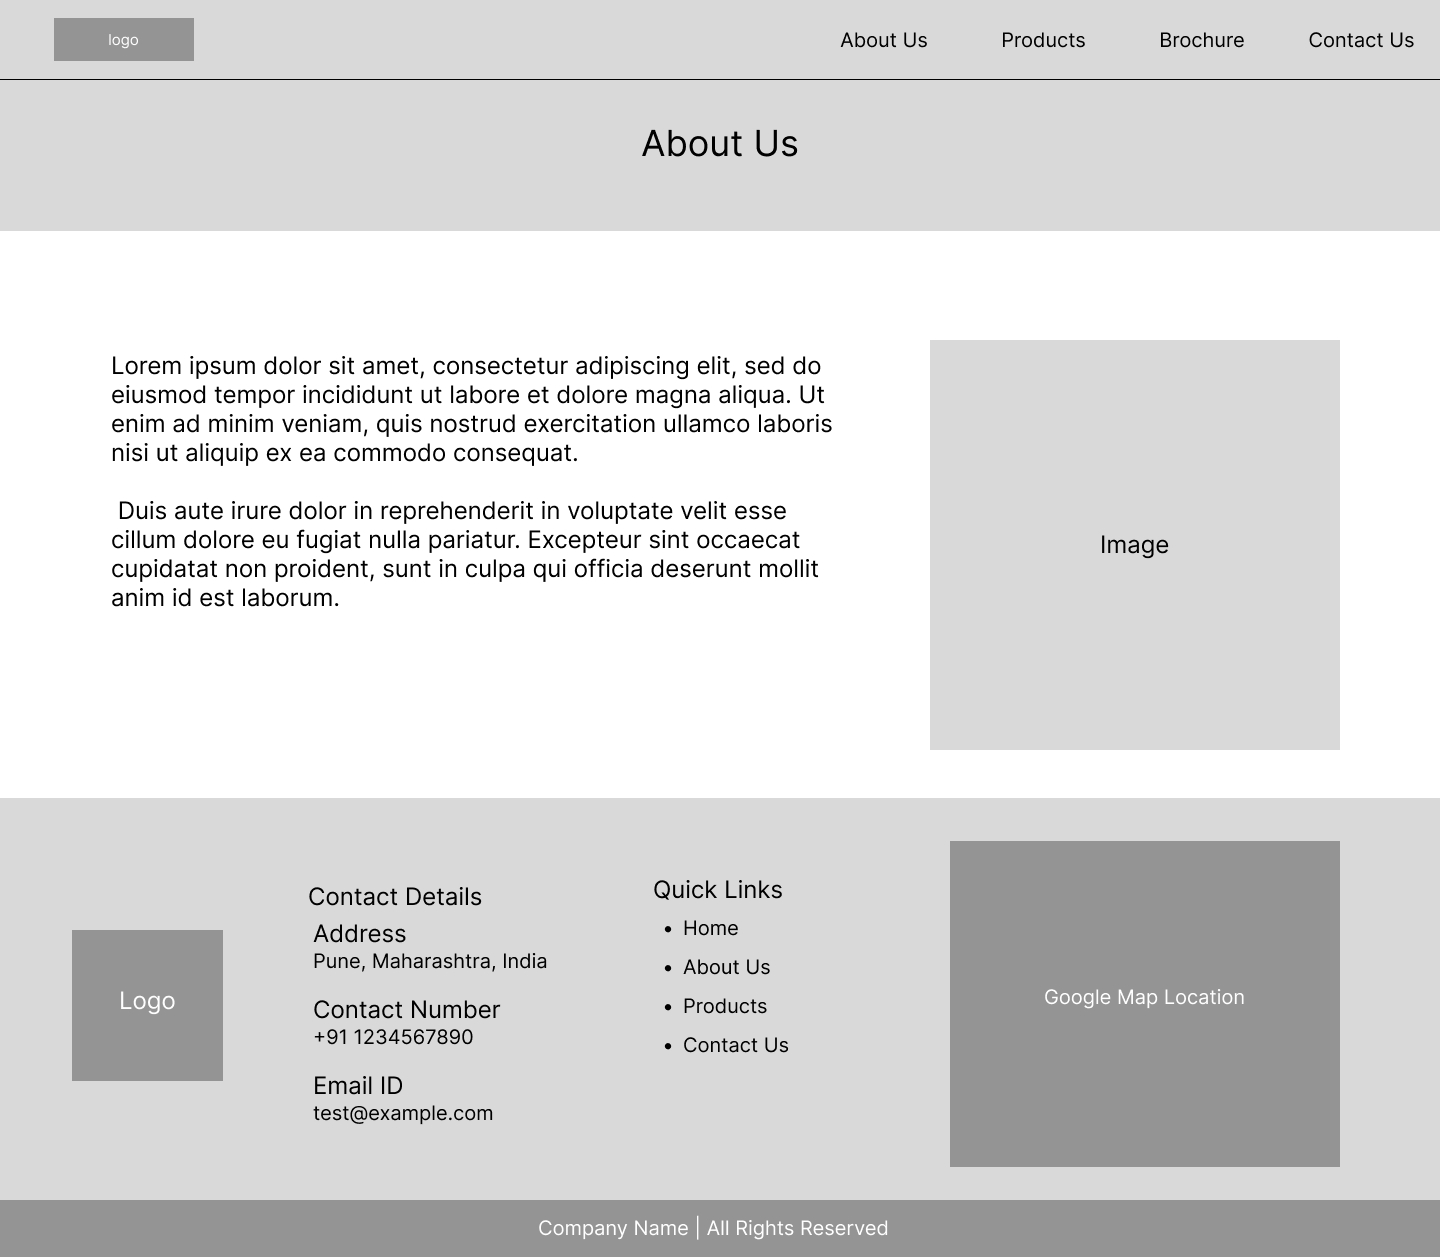 logo
About Us
Products
Brochure
Contact Us
About Us
Lorem ipsum dolor sit amet, consectetur adipiscing elit, sed do
eiusmod tempor incididunt ut labore et dolore magna aliqua. Ut
enim ad minim veniam, quis nostrud exercitation ullamco laboris
nisi ut aliquip ex ea commodo consequat.
Duis aute irure dolor in reprehenderit in voluptate velit esse
cillum dolore eu fugiat nulla pariatur. Excepteur sint occaecat
cupidatat non proident, sunt in culpa qui officia deserunt mollit
anim id est laborum.
Image
Logo
Contact Details
Address
Pune, Maharashtra, India
Contact Number
+91 1234567890
Email ID
test@example.com
Quick Links
• Home
• About Us
• Products
• Contact Us
Google Map Location
Company Name | All Rights Reserved